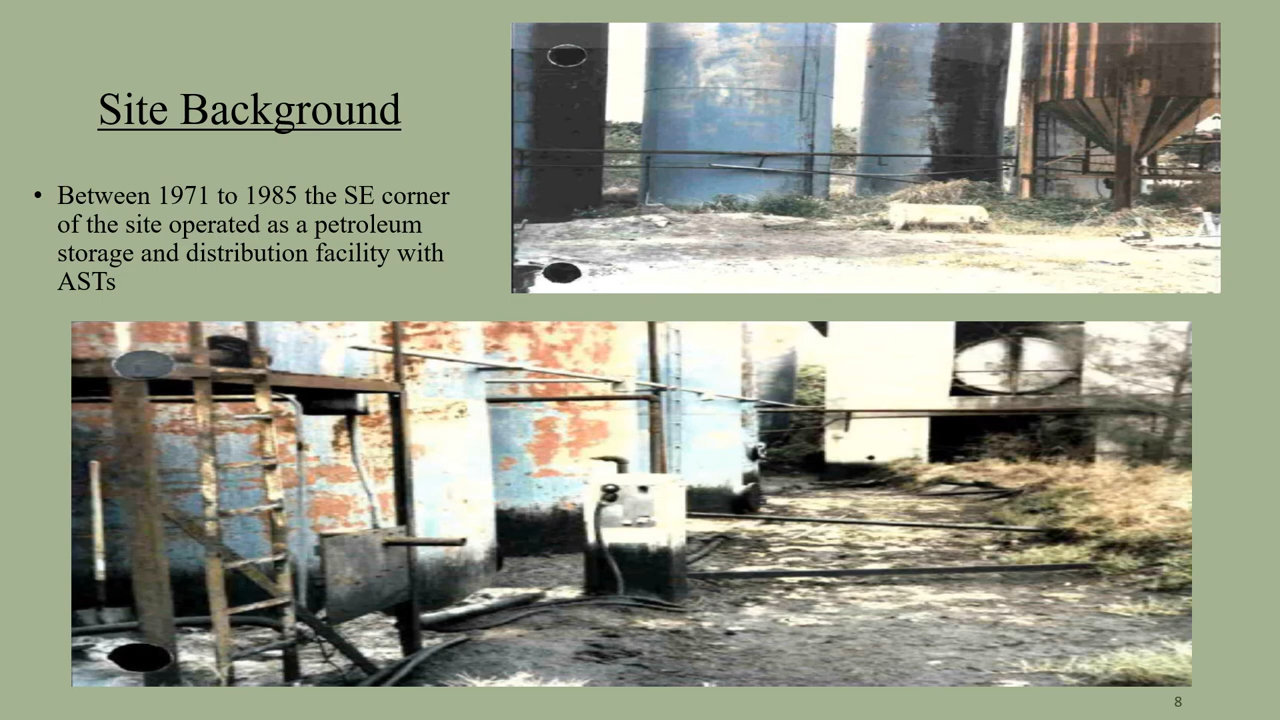 Site Background
• Between 1971 to 1985 the SE corner
of the site operated as a petroleum
storage and distribution facility with
ASTs
8